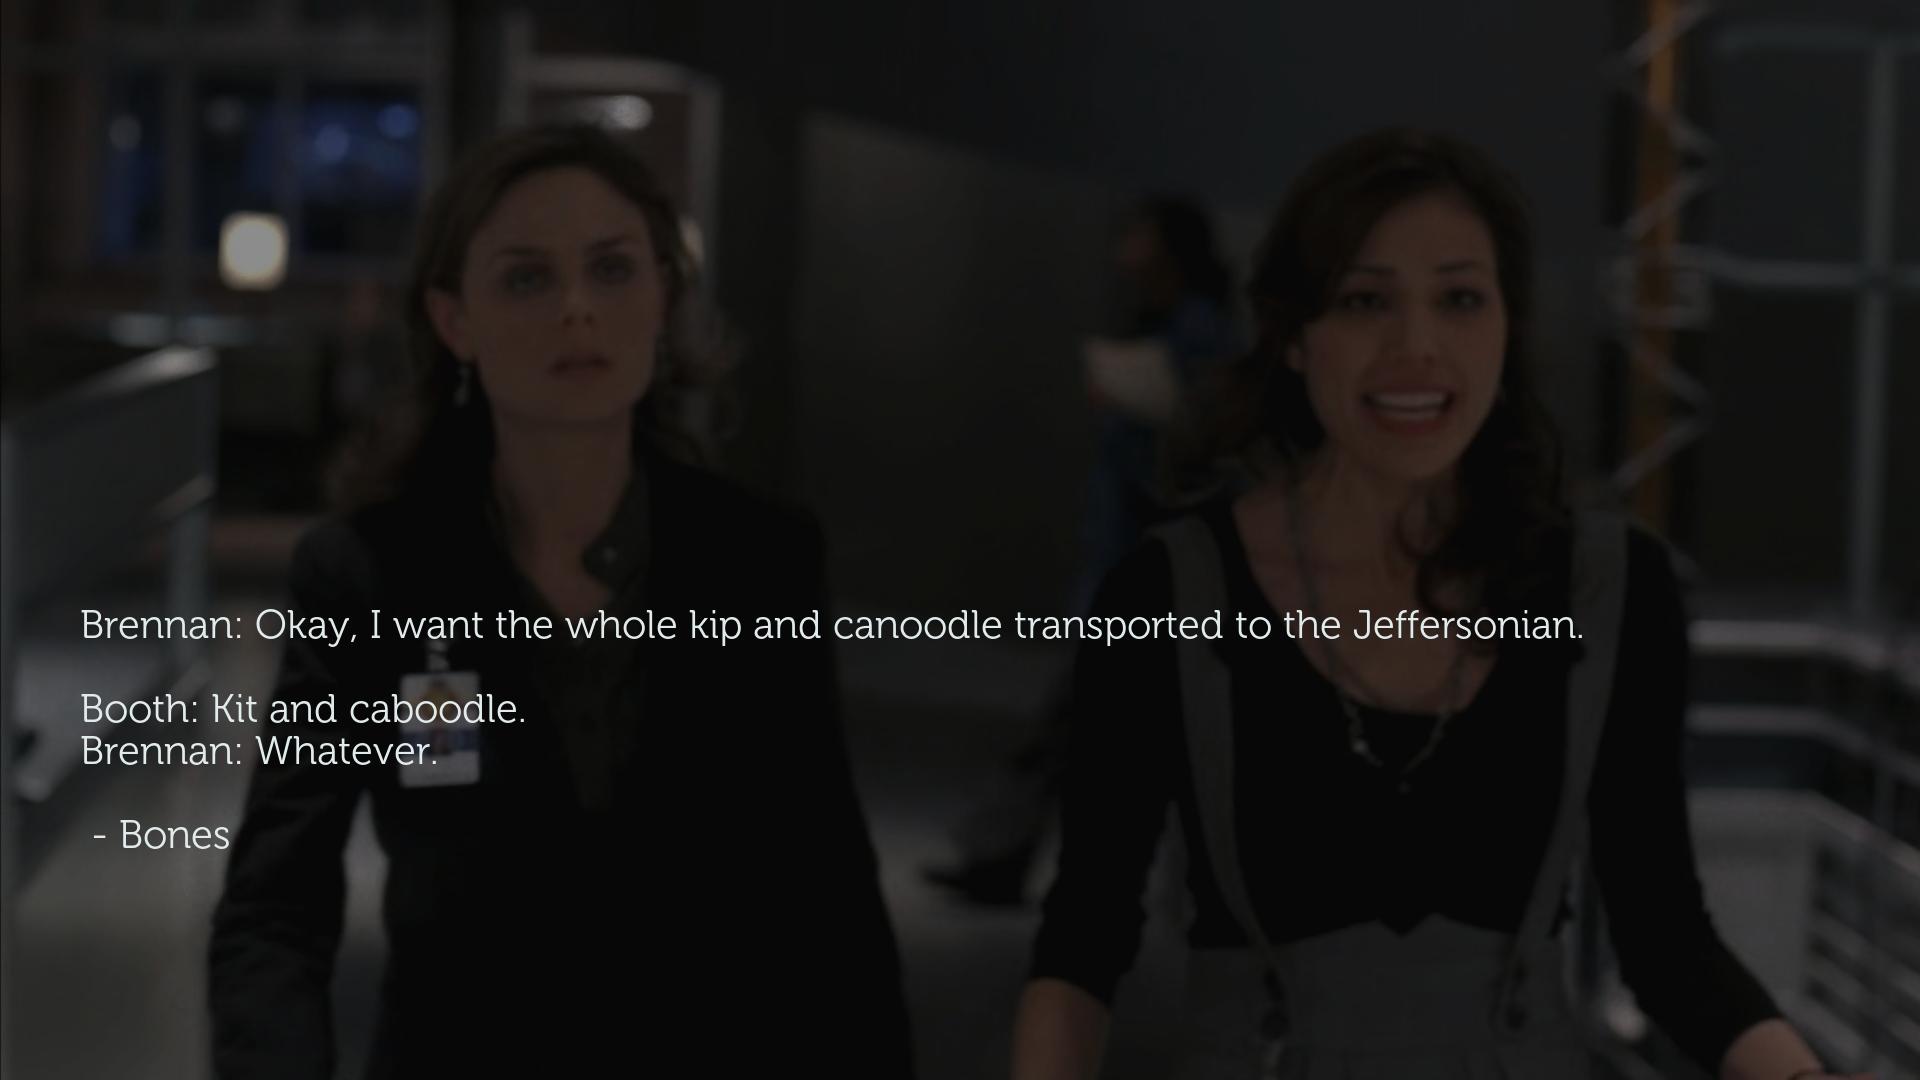 Brennan: Okay, I want the whole kip and canoodle transported to the Jeffersonian.
Booth: Kit and caboodle.
Brennan: Whatever.
- Bones